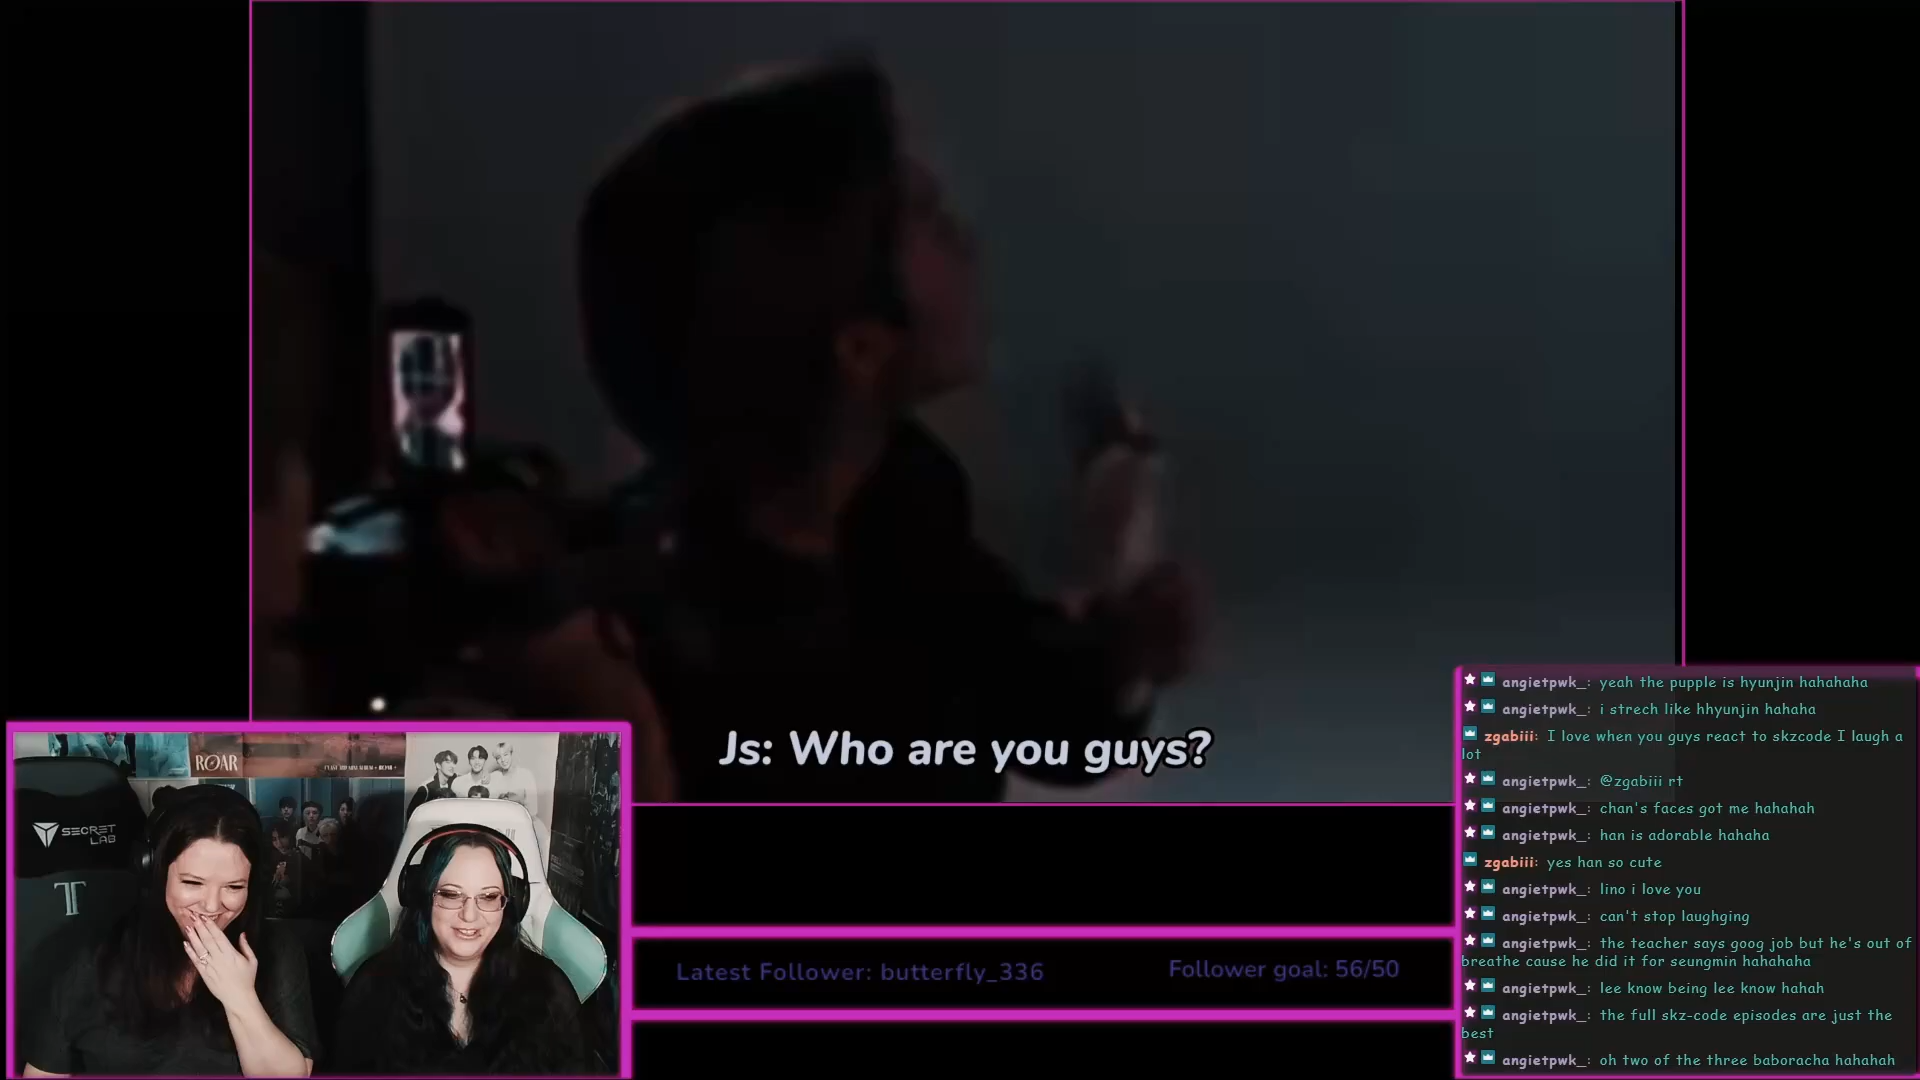 Js: Who are you guys?
ROAR
SECRET
LAB
Latest Follower: butterfly_336
Follower goal: 56/50
angietpwk_: yeah the pupple is hyunjin hahahaha
angietpwk_: i strech like hhyunjin hahaha
zgabiii: I love when you guys react to skzcode I laugh a
lot
angietpwk_: @zgabiii rt
angietpwk_: chan's faces got me hahahah
angietpwk_: han is adorable hahaha
zgabiii: yes han so cute
angietpwk_: lino i love you
angietpwk_: can't stop laughging
angietpwk_: the teacher says goog job but he's out of
breathe cause he did it for seungmin hahahaha
angietpwk_: lee know being lee know hahah
angietpwk_: the full skz-code episodes are just the
best
angietpwk_: oh two of the three baboracha hahahah